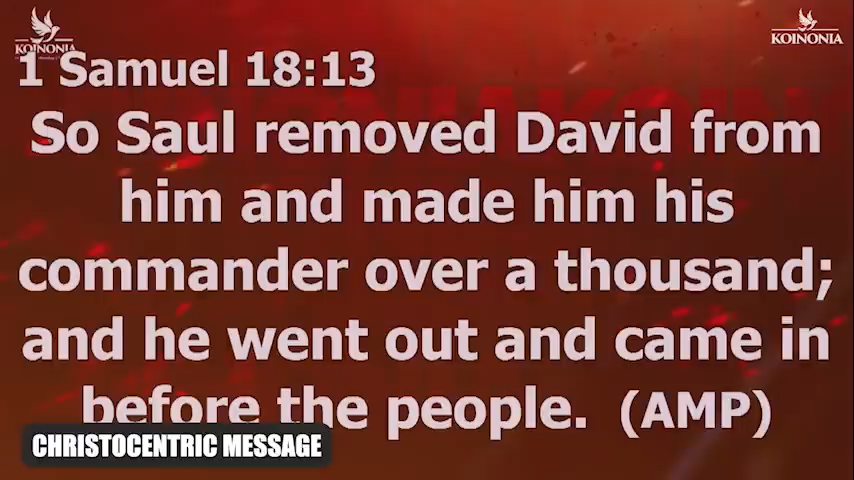 KOINONIA
KOINONIA
1 Samuel 18:13
So Saul removed David from
him and made him his
commander over a thousand;
and he went out and came in
before the people. (AMP)
CHRISTOCENTRIC MESSAGE